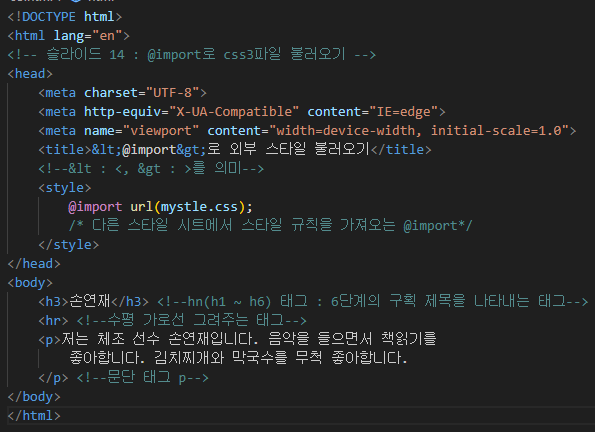 <!DOCTYPE html>
<html lang="en">
<!-- 슬라이드 14 : @import로 css3파일 불러오기 -->
<head>
    <meta charset="UTF-8">
    <meta http-equiv="X-UA-Compatible" content="IE=edge">
    <meta name="viewport" content="width=device-width, initial-scale=1.0">
    <title>&lt;@import&gt;로 외부 스타일 불러오기</title>
    <!--&lt : <, &gt : >를 의미-->
    <style>
        @import url(mystle.css);
        /* 다른 스타일 시트에서 스타일 규칙을 가져오는 @import*/
    </style>
</head>
<body>
    <h3>손연재</h3> <!--hn(h1 ~ h6) 태그 : 6단계의 구획 제목을 나타내는 태그-->
    <hr> <!--수평 가로선 그려주는 태그-->
    <p>저는 체조 선수 손연재입니다. 음악을 들으면서 책읽기를
        좋아합니다. 김치찌개와 막국수를 무척 좋아합니다.
    </p> <!--문단 태그 p-->
</body>
</html>